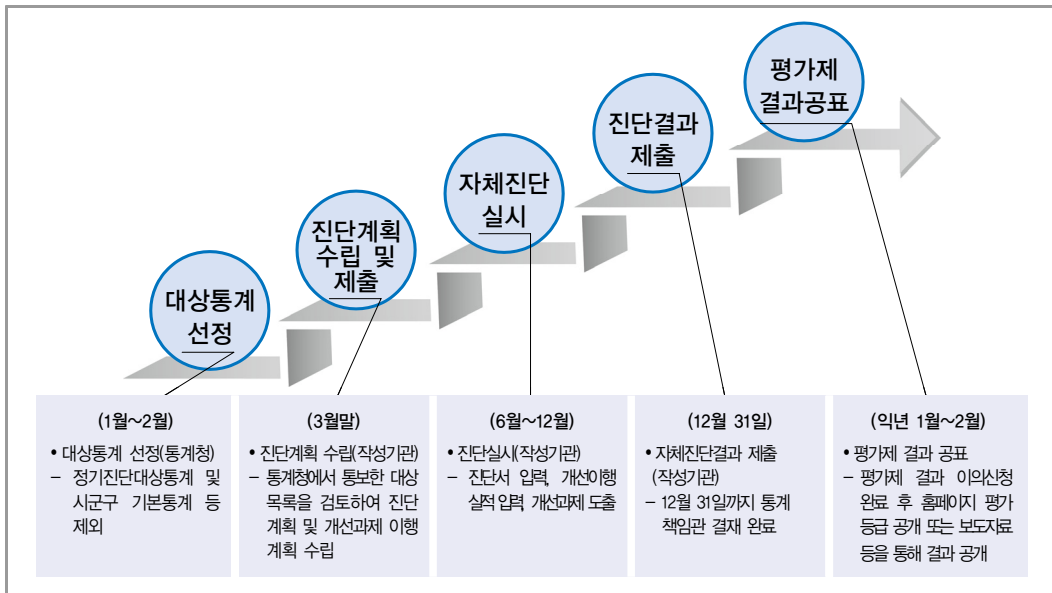 평가제
결과공표
진단결과
제출
자체진단
실시
진단계획
수립 및
제출
대상통계
선정
(1월~2월)
• 대상통계 선정(통계청)
– 정기진단대상통계 및
시군구 기본통계 등
제외
(3월말)
• 진단계획 수립(작성기관)
– 통계청에서 통보한 대상
목록을 검토하여 진단
계획 및 개선과제 이행
계획 수립
(6월~12월)
• 진단실시(작성기관)
– 진단서 입력, 개선이행
실적 입력, 개선과제 도출
(12월 31일)
• 자체진단결과 제출
(작성기관)
– 12월 31일까지 통계
책임관 결재 완료
(익년 1월~2월)
• 평가제 결과 공표
– 평가제 결과 이의신청
완료 후 홈페이지 평가
등급 공개 또는 보도자료
등을 통해 결과 공개